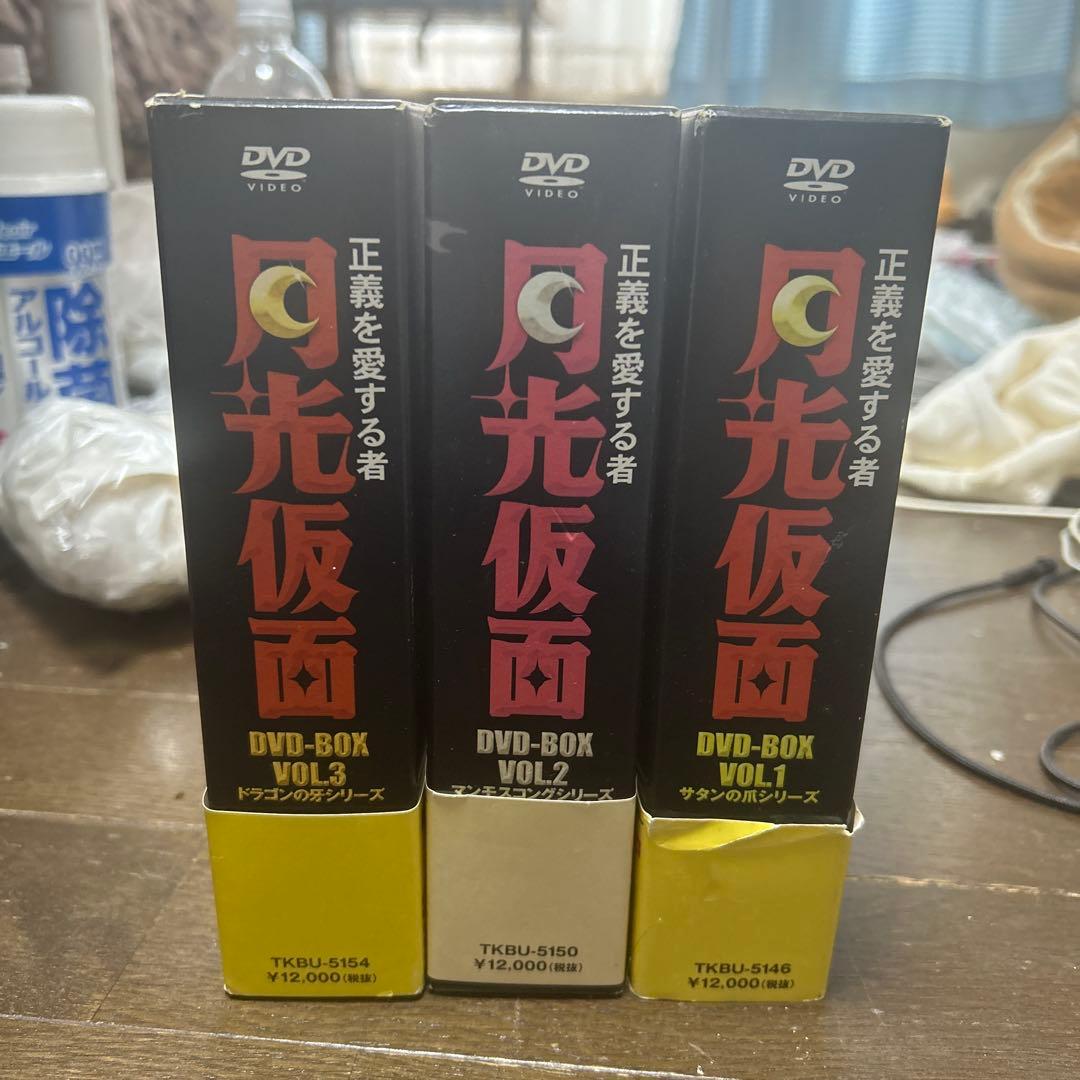 DVD
VIDEO
正義を愛する者
月光仮面
DVD-BOX
VOL.3
ドラゴンの牙シリーズ
TKBU-5154
¥12,000(税抜)
DVD
VIDEO
正義を愛する者
月光仮面
DVD-BOX
VOL.2
マンモスコングシリーズ
TKBU-5150
¥12,000(税抜)
DVD
VIDEO
正義を愛する者
月光仮面
DVD-BOX
VOL.1
サタンの爪シリーズ
TKBU-5146
¥12,000(税抜)
除菌
アルコール